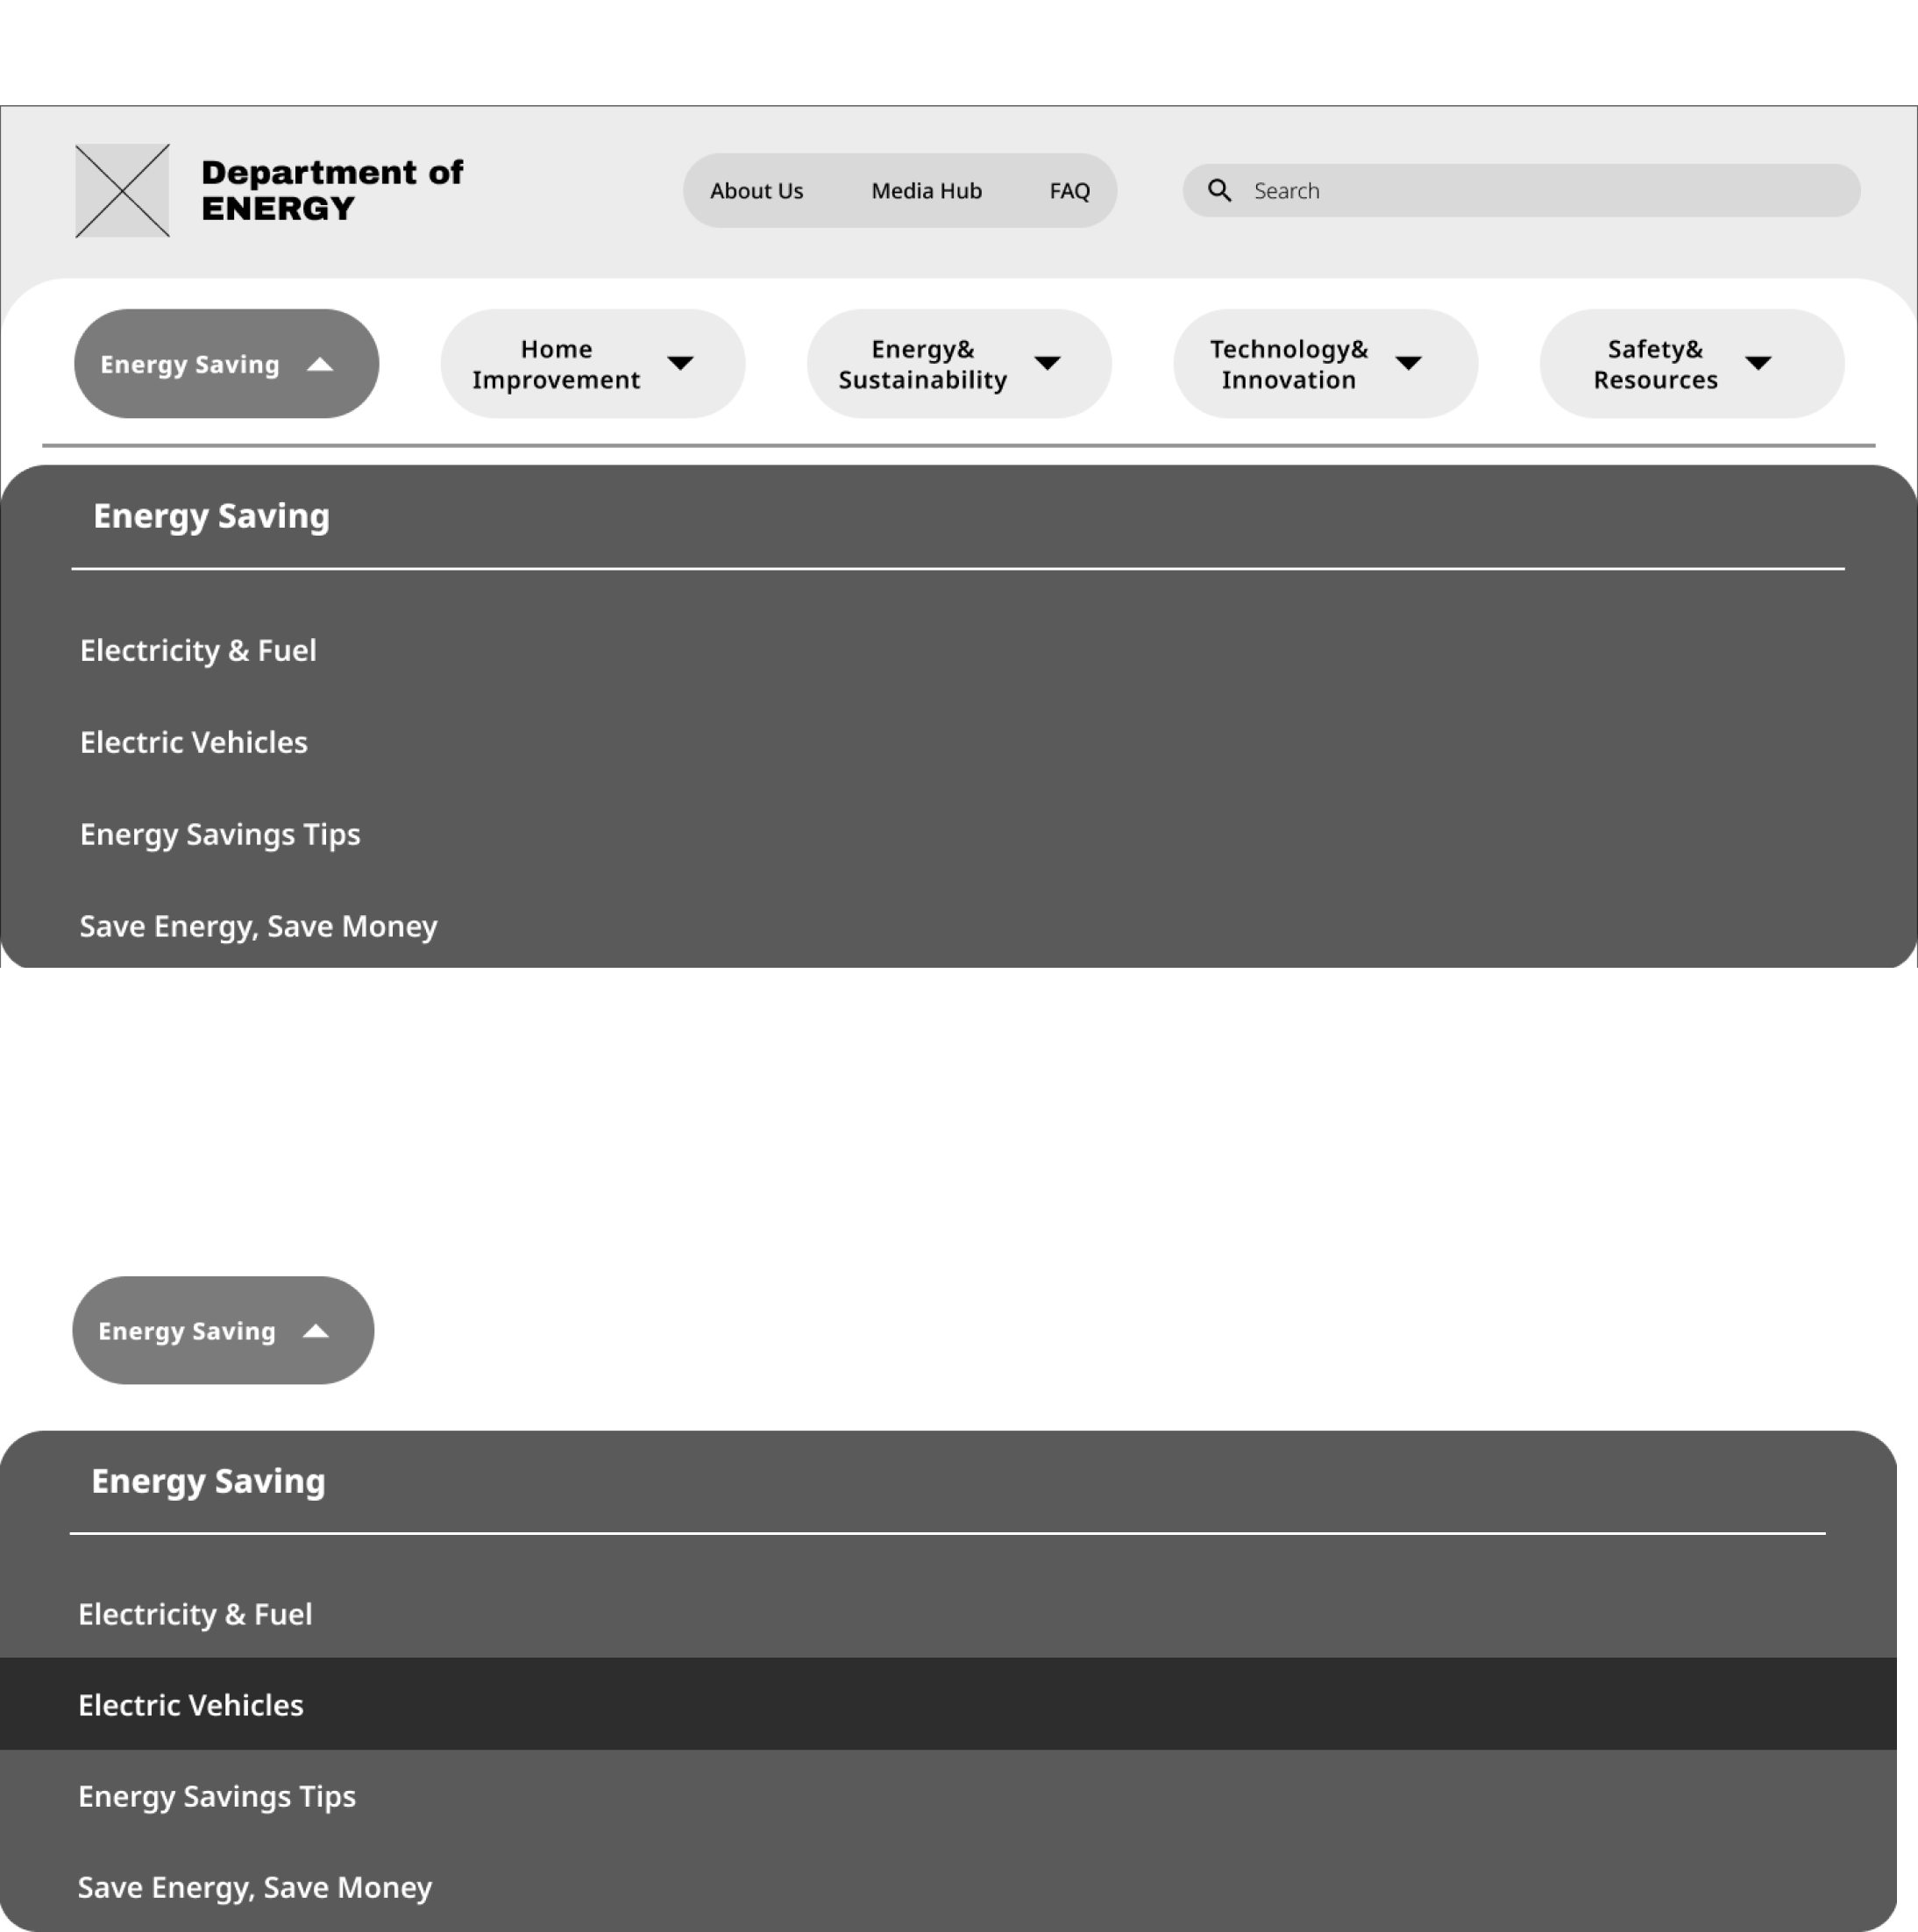 Department of
ENERGY
About Us
Media Hub
FAQ
Search
Energy Saving
Home
Improvement
Energy&
Sustainability
Technology&
Innovation
Safety&
Resources
Energy Saving
Electricity & Fuel
Electric Vehicles
Energy Savings Tips
Save Energy, Save Money
Energy Saving
Energy Saving
Electricity & Fuel
Electric Vehicles
Energy Savings Tips
Save Energy, Save Money